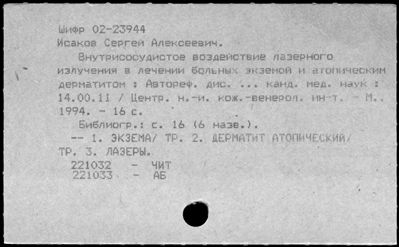 Шифр 02-23944
Исаков Сергей Алексеевич.
Внутрисосудистое воздействие лазерного
излучения в лечении больных экземой и атопическим
дерматитом : Автореф. дис. ... канд. мед. наук :
14.00.11 / Центр. н.-и. кож.-венерол. ин-т. - М.,
1994. - 16 с.
Библиогр.: с. 16 (6 назв.).
-- 1. ЭКЗЕМА/ ТР. 2. ДЕРМАТИТ АТОПИЧЕСКИЙ/
ТР. 3. ЛАЗЕРЫ.
221032 - ЧИТ
221033 - АБ